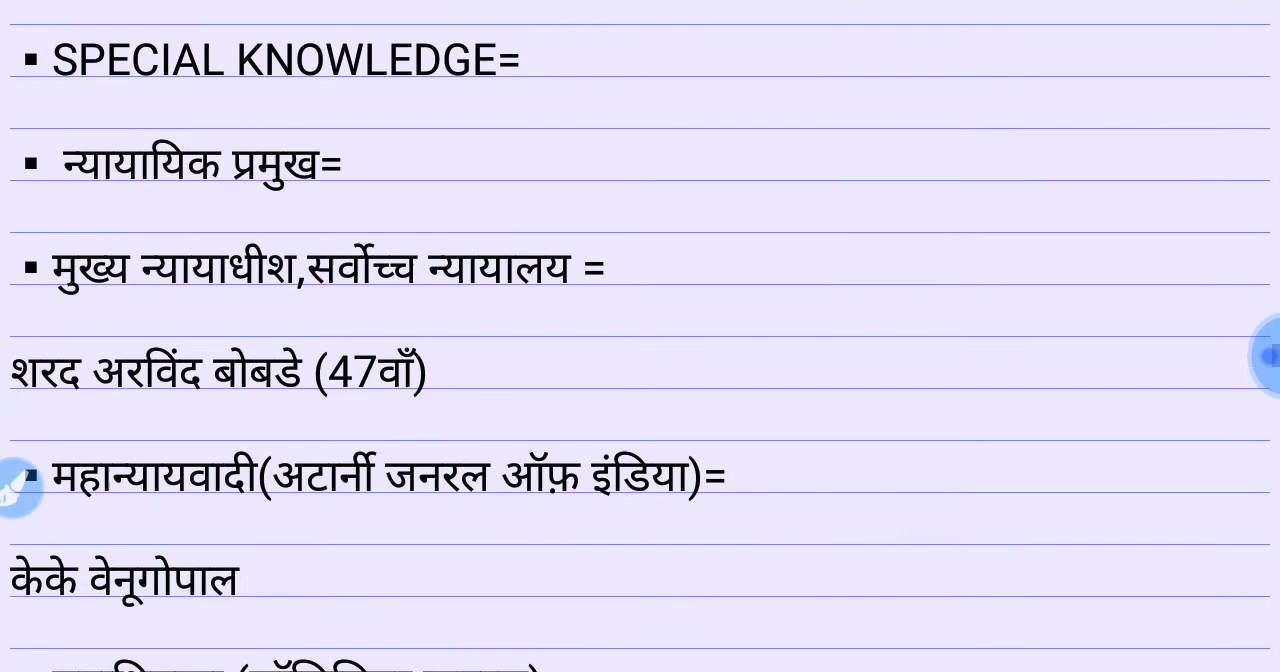 ▪ SPECIAL KNOWLEDGE=
▪ न्यायायिक प्रमुख=
▪ मुख्य न्यायाधीश,सर्वोच्च न्यायालय =
शरद अरविंद बोबडे (47वाँ)
▪ महान्यायवादी(अटार्नी जनरल ऑफ़ इंडिया)=
केके वेनूगोपाल